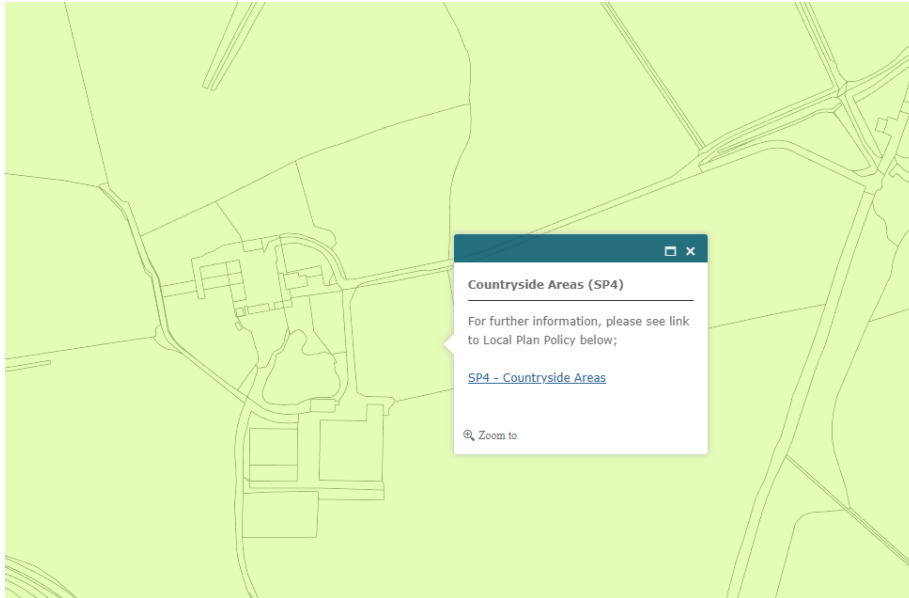 Countryside Areas (SP4)
For further information, please see link
to Local Plan Policy below;
SP4 - Countryside Areas
Zoom to